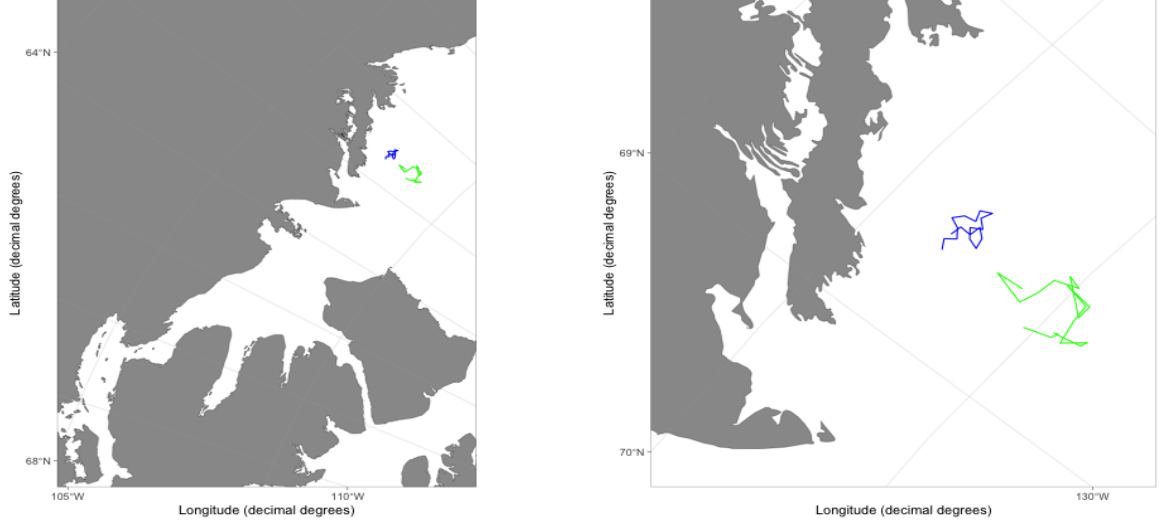 64°N
68°N
105°W
110°W
Longitude (decimal degrees)
Latitude (decimal degrees)
69°N
70°N
130°W
Longitude (decimal degrees)
Latitude (decimal degrees)